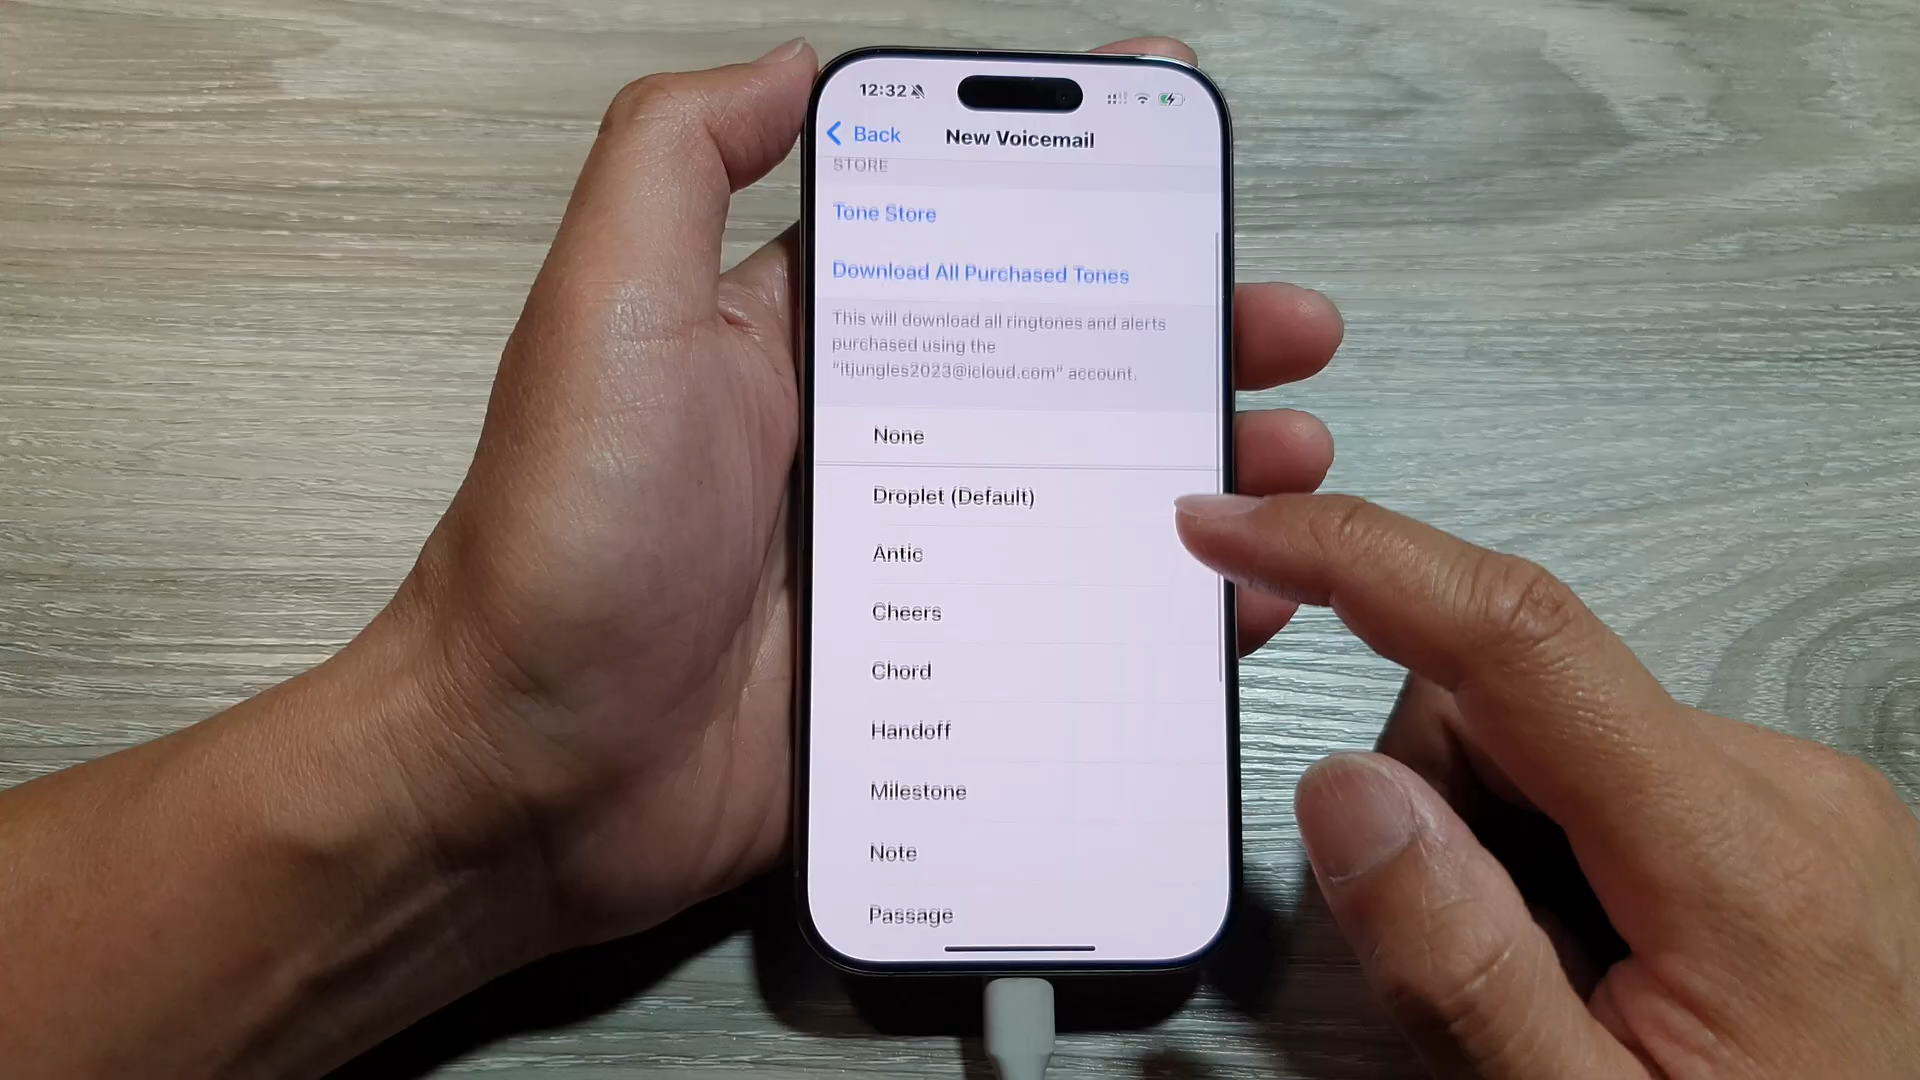 12:32
Back
New Voicemail
STORE
Tone Store
Download All Purchased Tones
This will download all ringtones and alerts
purchased using the
"itjungles2023@icloud.com" account.
None
Droplet (Default)
Antic
Cheers
Chord
Handoff
Milestone
Note
Passage